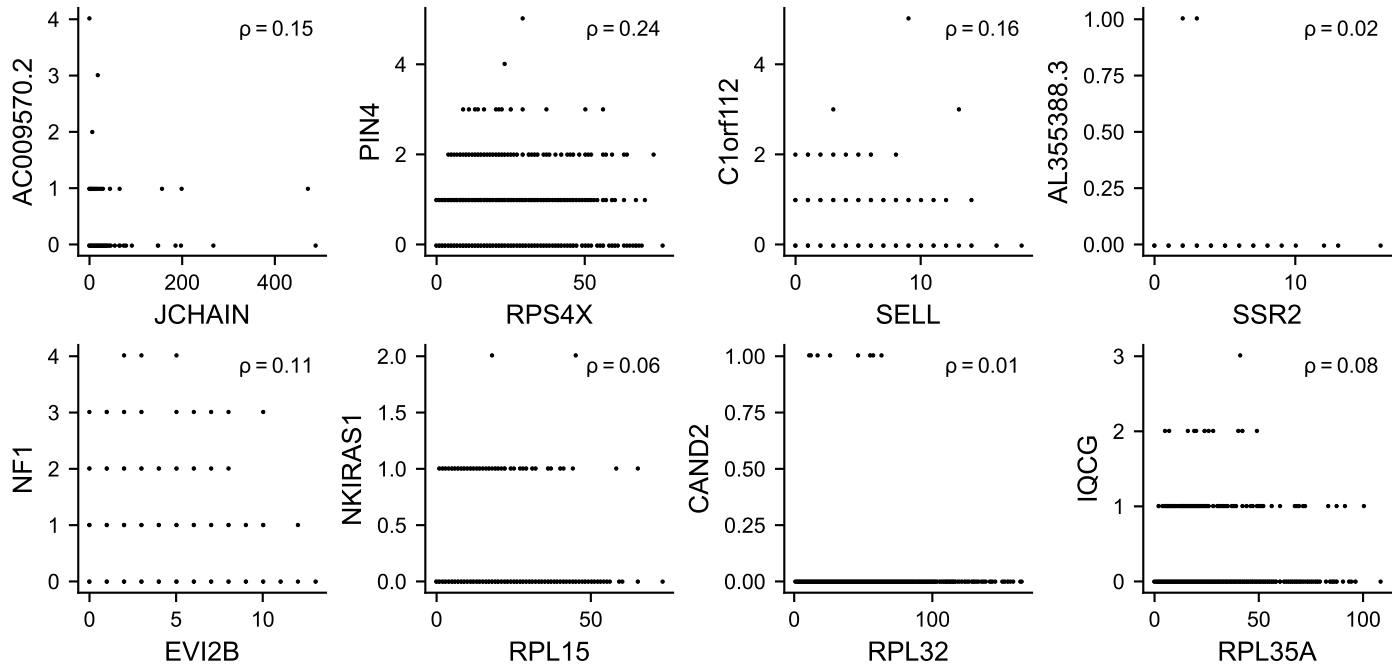 ρ = 0.15
AC009570.2
4
3
2
1
0
0 200 400
JCHAIN
ρ = 0.24
PIN4
4
2
0
0 50
RPS4X
ρ = 0.16
C1orf112
4
2
0
0 10
SELL
ρ = 0.02
AL355388.3
1.00
0.75
0.50
0.25
0.00
0 10
SSR2
ρ = 0.11
NF1
4
3
2
1
0
0 5 10
EVI2B
ρ = 0.06
NKIRAS1
2.0
1.5
1.0
0.5
0.0
0 50
RPL15
ρ = 0.01
CAND2
1.00
0.75
0.50
0.25
0.00
0 100
RPL32
ρ = 0.08
IQCG
3
2
1
0
0 50 100
RPL35A